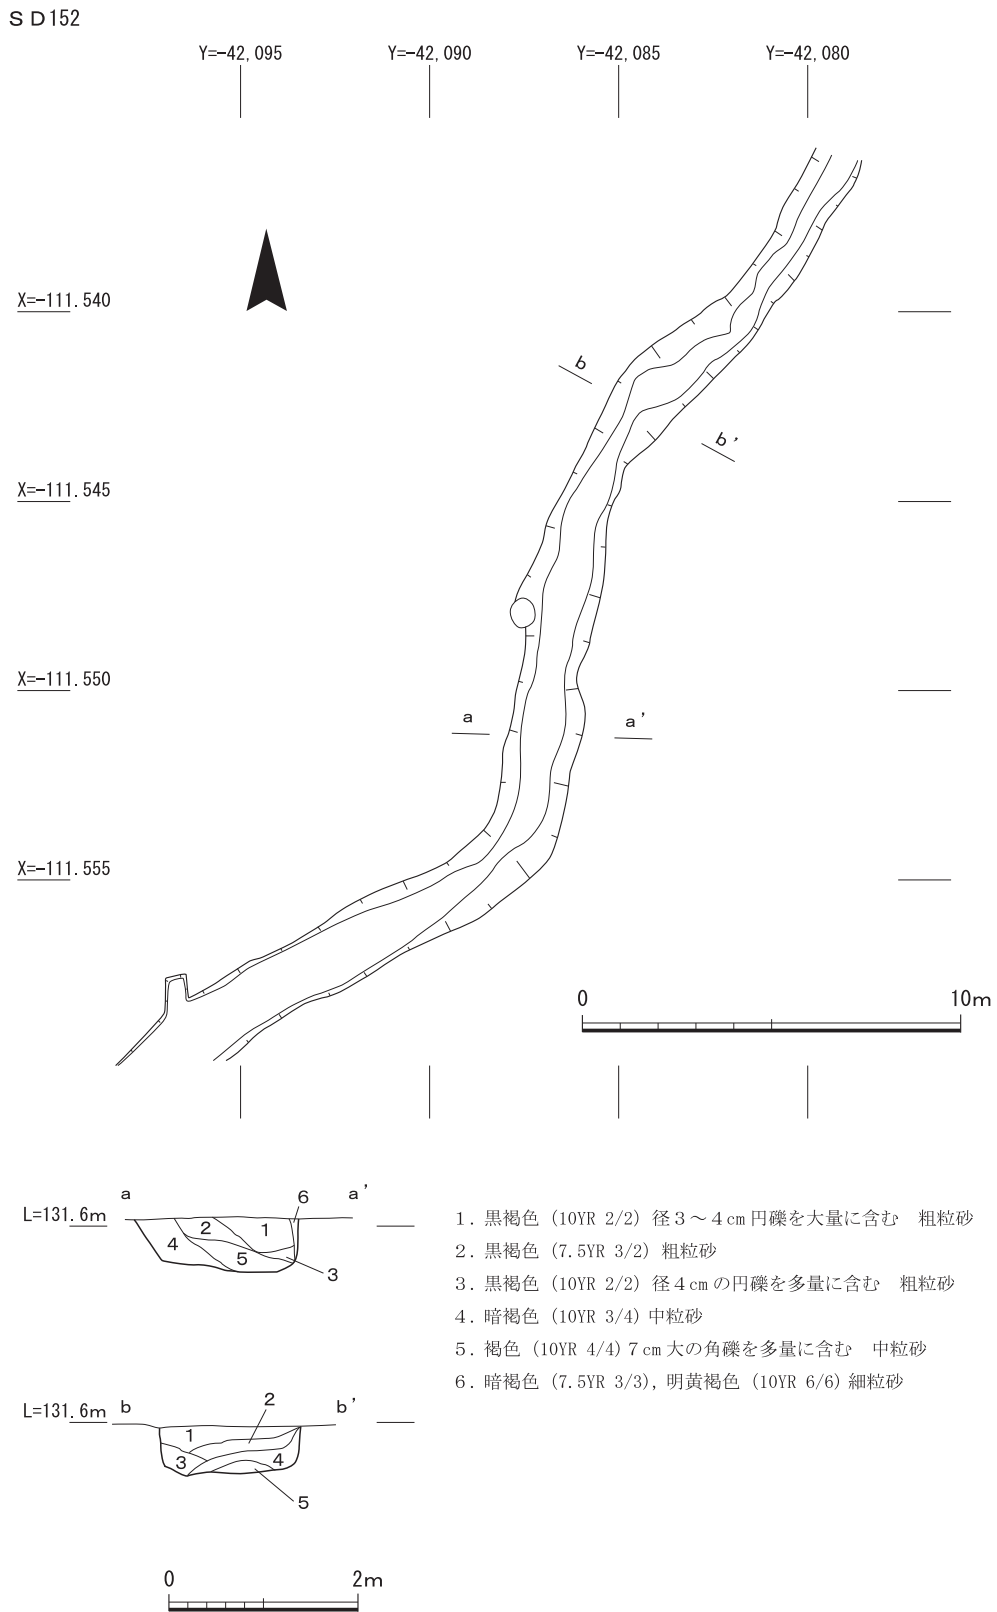 ＳＤ152
Y=-42,095 Y=-42,090 Y=-42,085 Y=-42,080
X=-111.540
b
b'
X=-111.545
X=-111.550
a a'
X=-111.555
0 10m
a 6 a'
L=131.6m
2 1
4 5
3
L=131.6m b 2 b'
1
3 4
5
0 2m
1. 黒褐色（10YR 2/2）径３～４cm円礫を大量に含む　粗粒砂
2. 黒褐色（7.5YR 3/2）粗粒砂
3. 黒褐色（10YR 2/2）径４cmの円礫を多量に含む　粗粒砂
4. 暗褐色（10YR 3/4）中粒砂
5. 褐色（10YR 4/4）７cm大の角礫を多量に含む　中粒砂
6. 暗褐色（7.5YR 3/3），明黄褐色（10YR 6/6）細粒砂